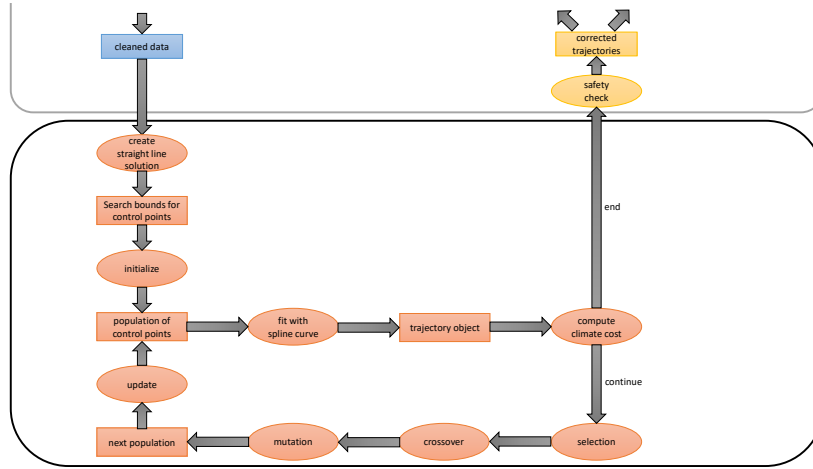 cleaned data
corrected
trajectories
safety
check
create
straight line
solution
Search bounds for
control points
end
initialize
population of
control points
fit with
spline curve
trajectory object
compute
climate cost
continue
update
next population
mutation
crossover
selection